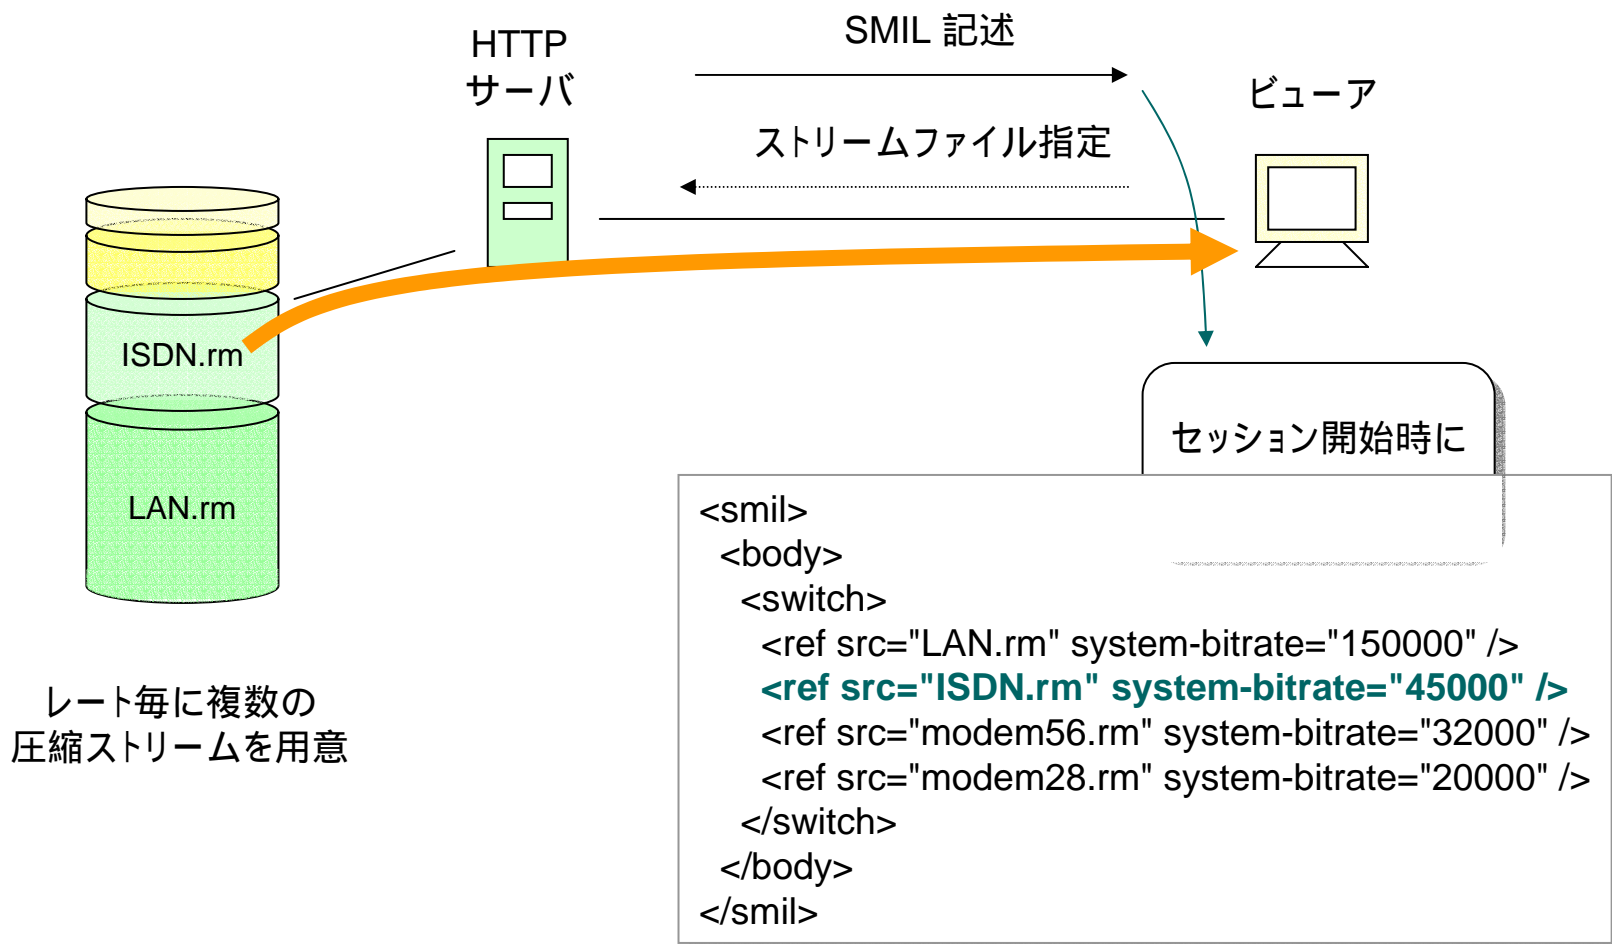 SMIL 記述
HTTP
サーバ
ビューア
ストリームファイル指定
ISDN.rm
LAN.rm
セッション開始時に
レート毎に複数の
圧縮ストリームを用意
<smil>
<body>
<switch>
<ref src="LAN.rm" system-bitrate="150000" />
<ref src="ISDN.rm" system-bitrate="45000" />
<ref src="modem56.rm" system-bitrate="32000" />
<ref src="modem28.rm" system-bitrate="20000" />
</switch>
</body>
</smil>